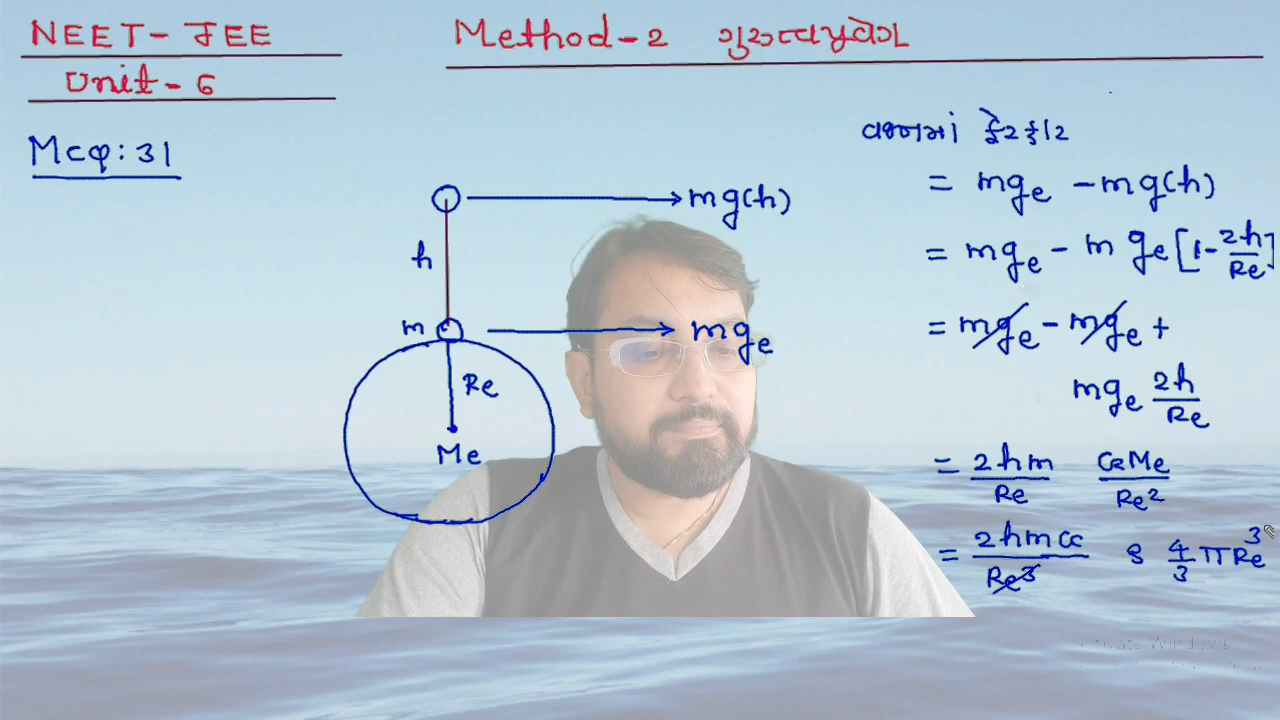 NEET-JEE
Unit-6
Method-2 ગુરુત્વપ્રવેગ
Mcq: 31
mg(h)
h
m
mge
Re
Me
વજનમાં ફેરફાર
= mge - mg(h)
= mge - m ge [1- 2h/Re]
= mge - mge +
mge 2h/Re
= 2hm/Re GMe/Re²
= 2hmG/Re³ ρ 4/3 πRe³